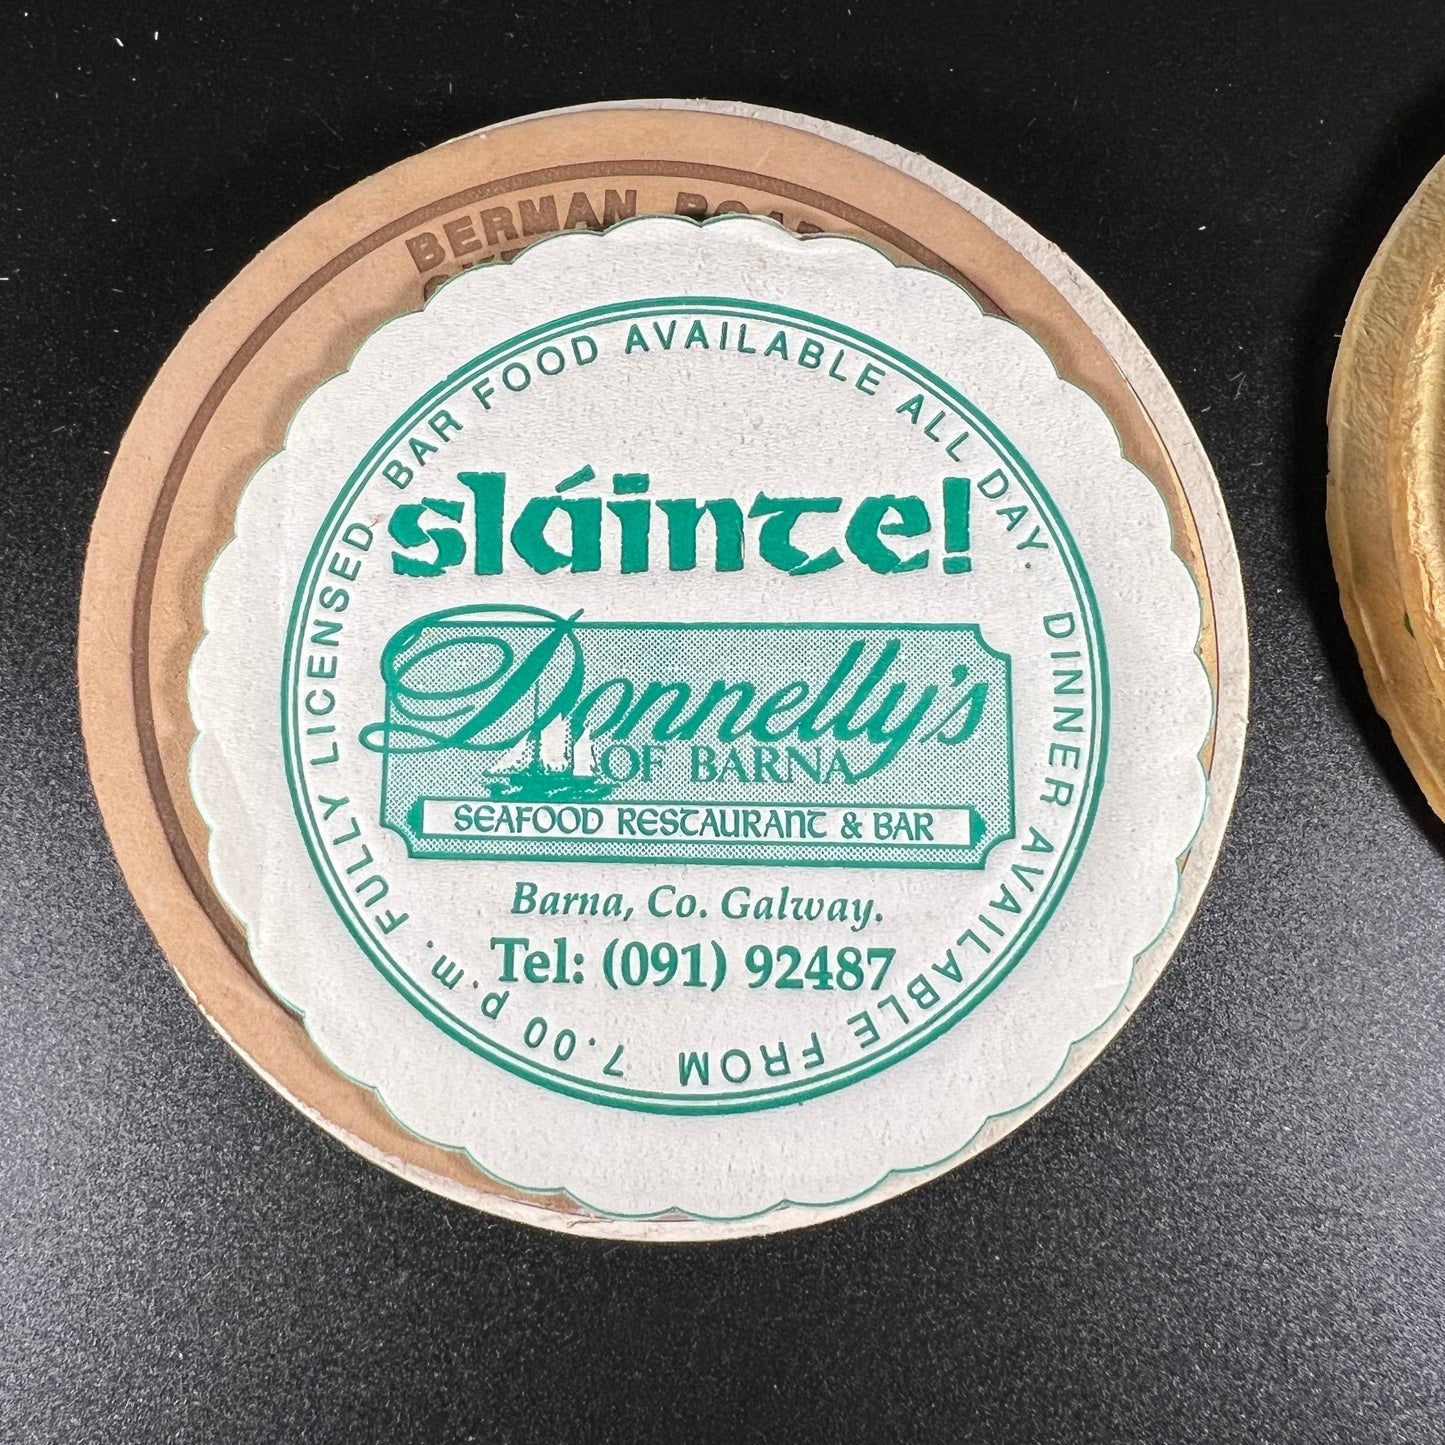 BERMAN
FULLY LICENSED BAR FOOD AVAILABLE ALL DAY. DINNER AVAILABLE FROM 7.00 p.m.
sláinte!
Donnelly's
OF BARNA
SEAFOOD RESTAURANT & BAR
Barna, Co. Galway.
Tel: (091) 92487